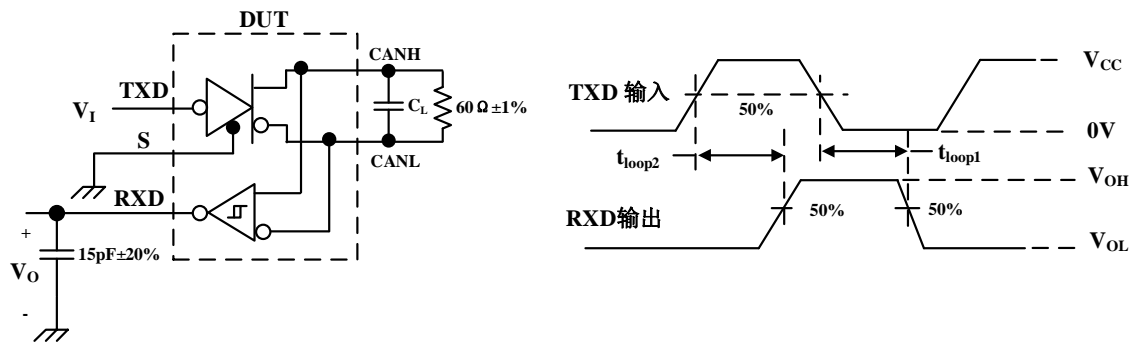 DUT
CANH
TXD
V_I
C_L
60Ω±1%
S
CANL
RXD
+
15pF±20%
V_O
-
V_CC
TXD 输入
50%
0V
t_loop2
t_loop1
V_OH
50%
50%
RXD输出
V_OL